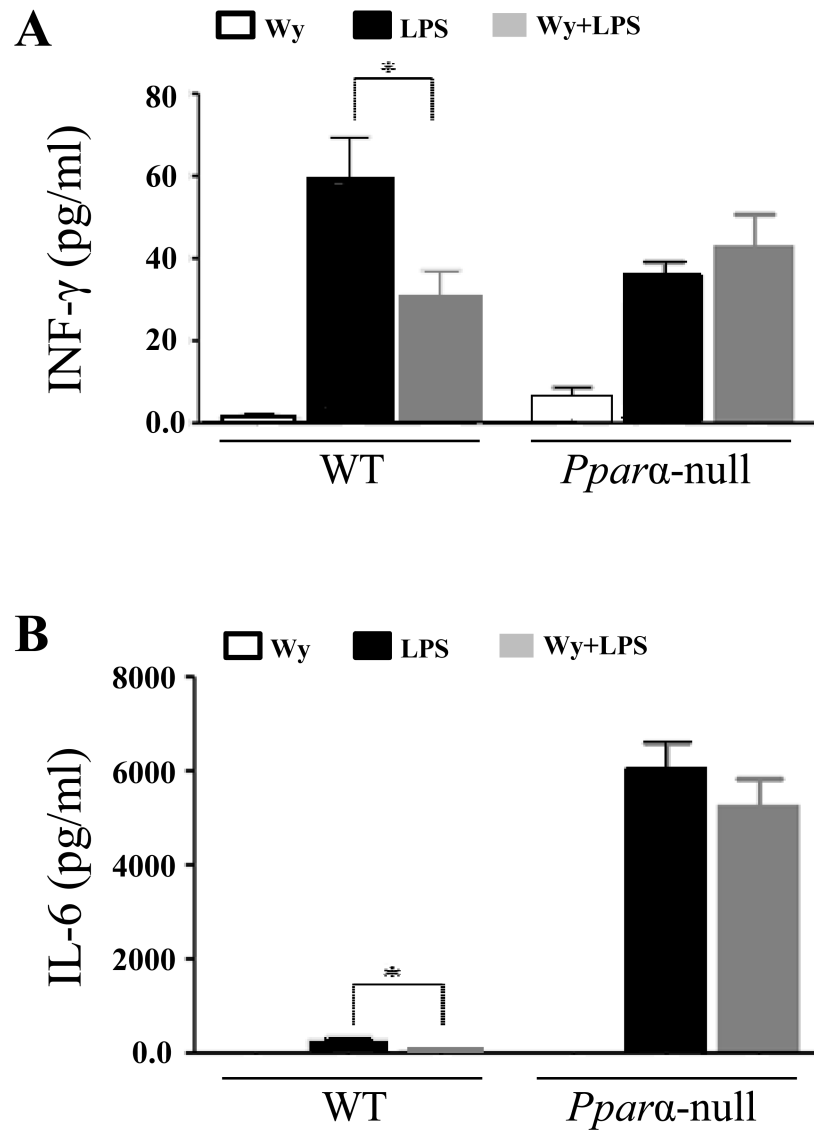 A
Wy LPS Wy+LPS
*
INF-γ (pg/ml)
80
60
40
20
0.0
WT Pparα-null
B
Wy LPS Wy+LPS
IL-6 (pg/ml)
8000
6000
4000
2000
*
0.0
WT Pparα-null